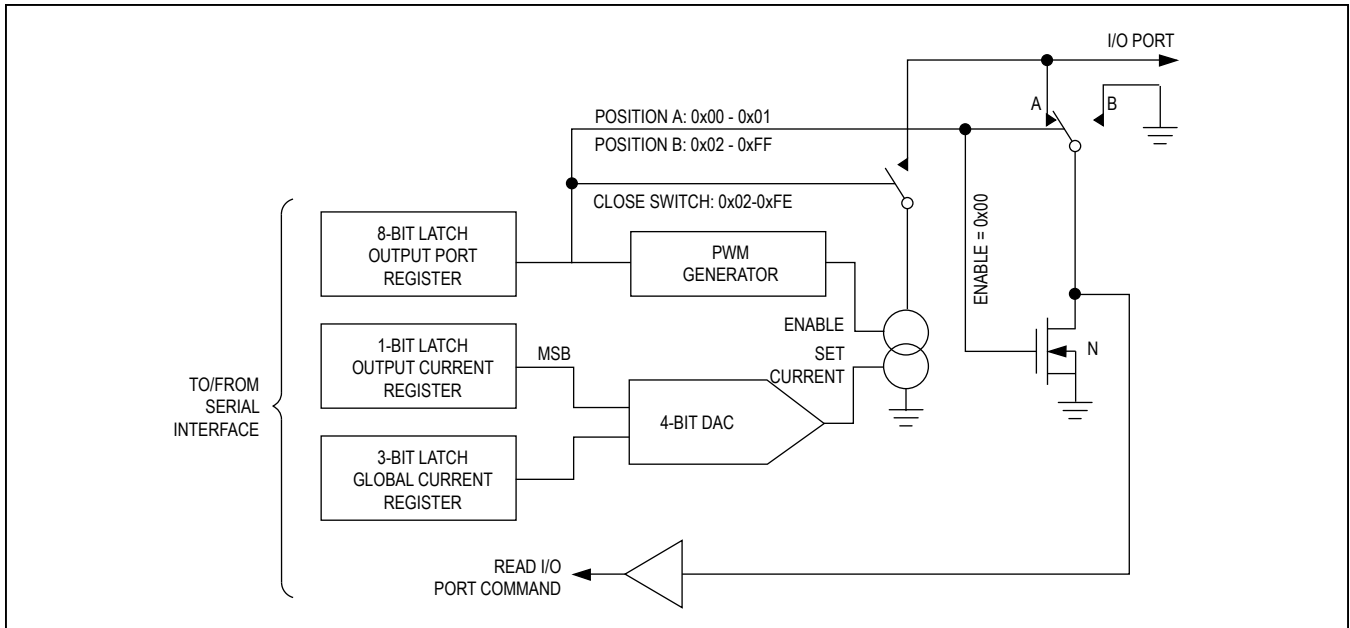 I/O PORT
A
B
POSITION A: 0x00 - 0x01
POSITION B: 0x02 - 0xFF
CLOSE SWITCH: 0x02-0xFE
ENABLE = 0x00
8-BIT LATCH
OUTPUT PORT
REGISTER
PWM
GENERATOR
ENABLE
SET
CURRENT
N
1-BIT LATCH
OUTPUT CURRENT
REGISTER
MSB
4-BIT DAC
TO/FROM
SERIAL
INTERFACE
3-BIT LATCH
GLOBAL CURRENT
REGISTER
READ I/O
PORT COMMAND